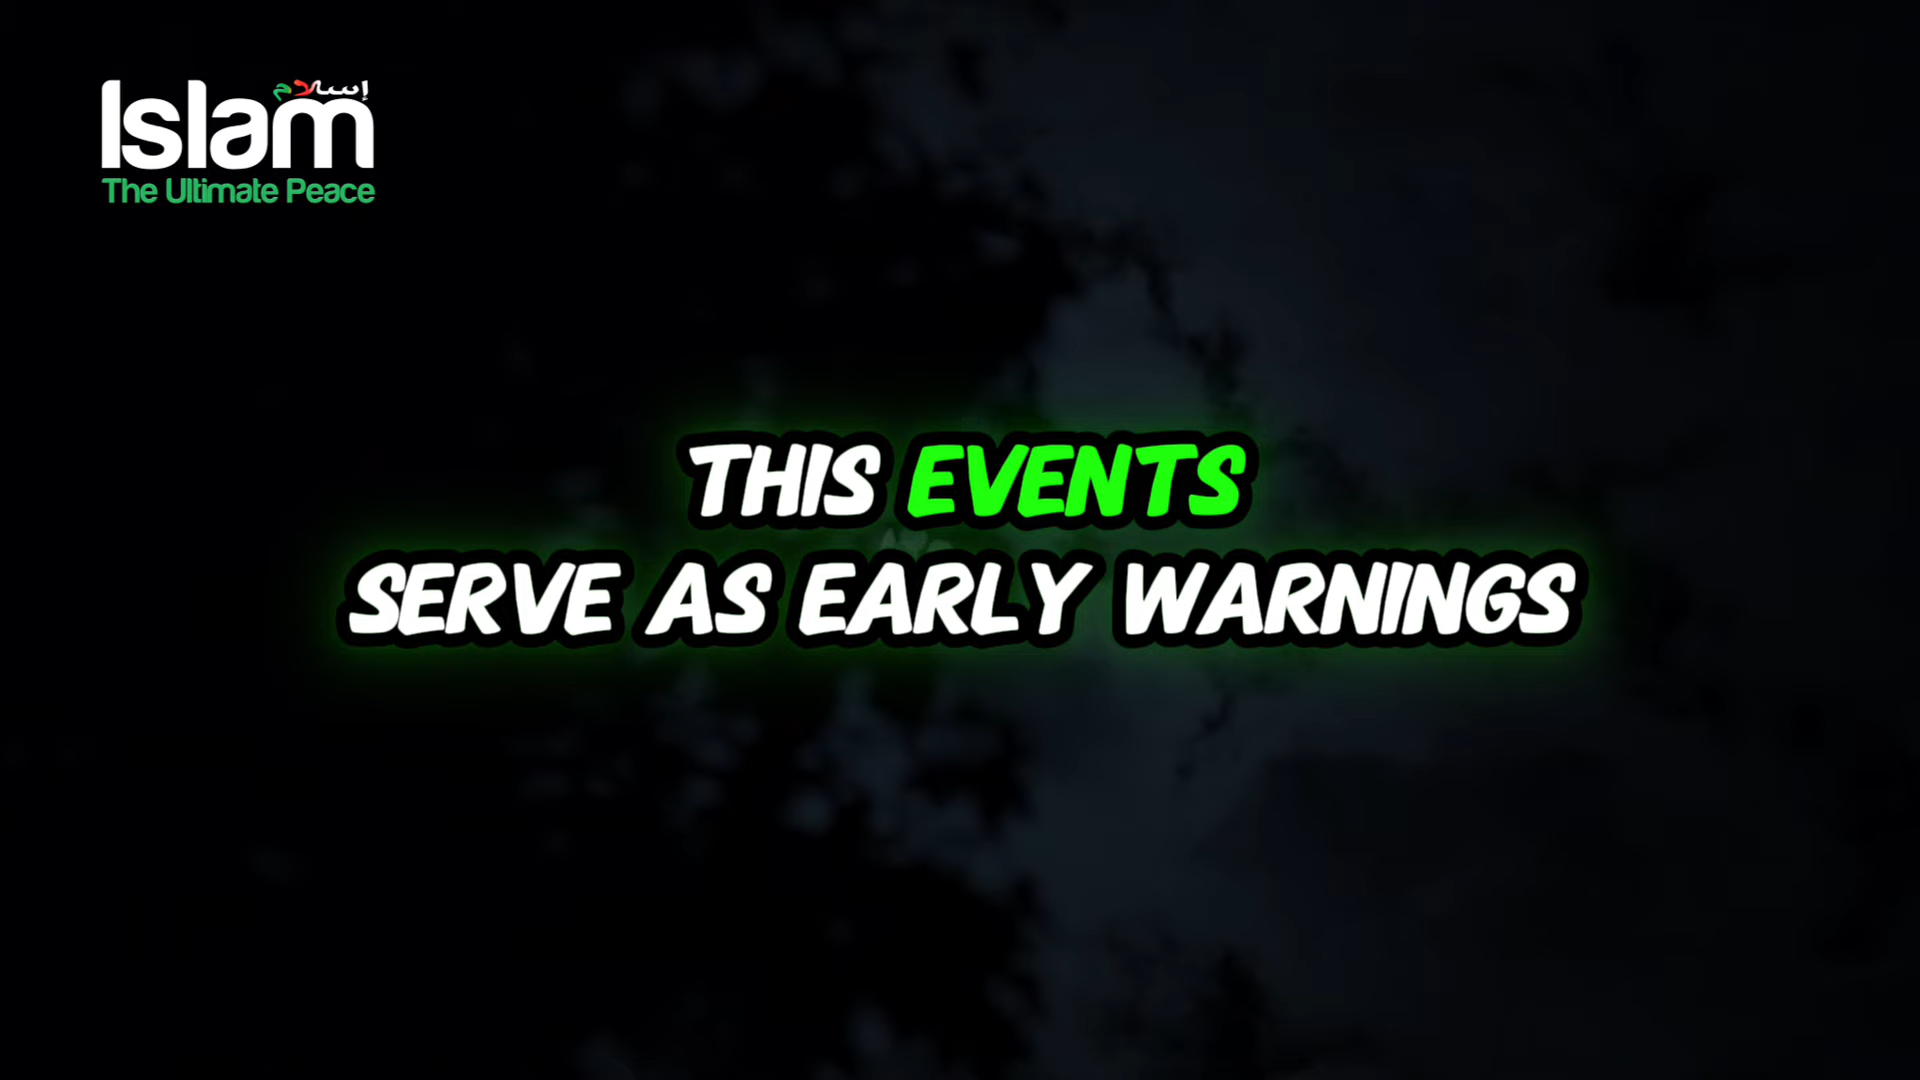 إسلام
Islam
The Ultimate Peace
THIS EVENTS
SERVE AS EARLY WARNINGS